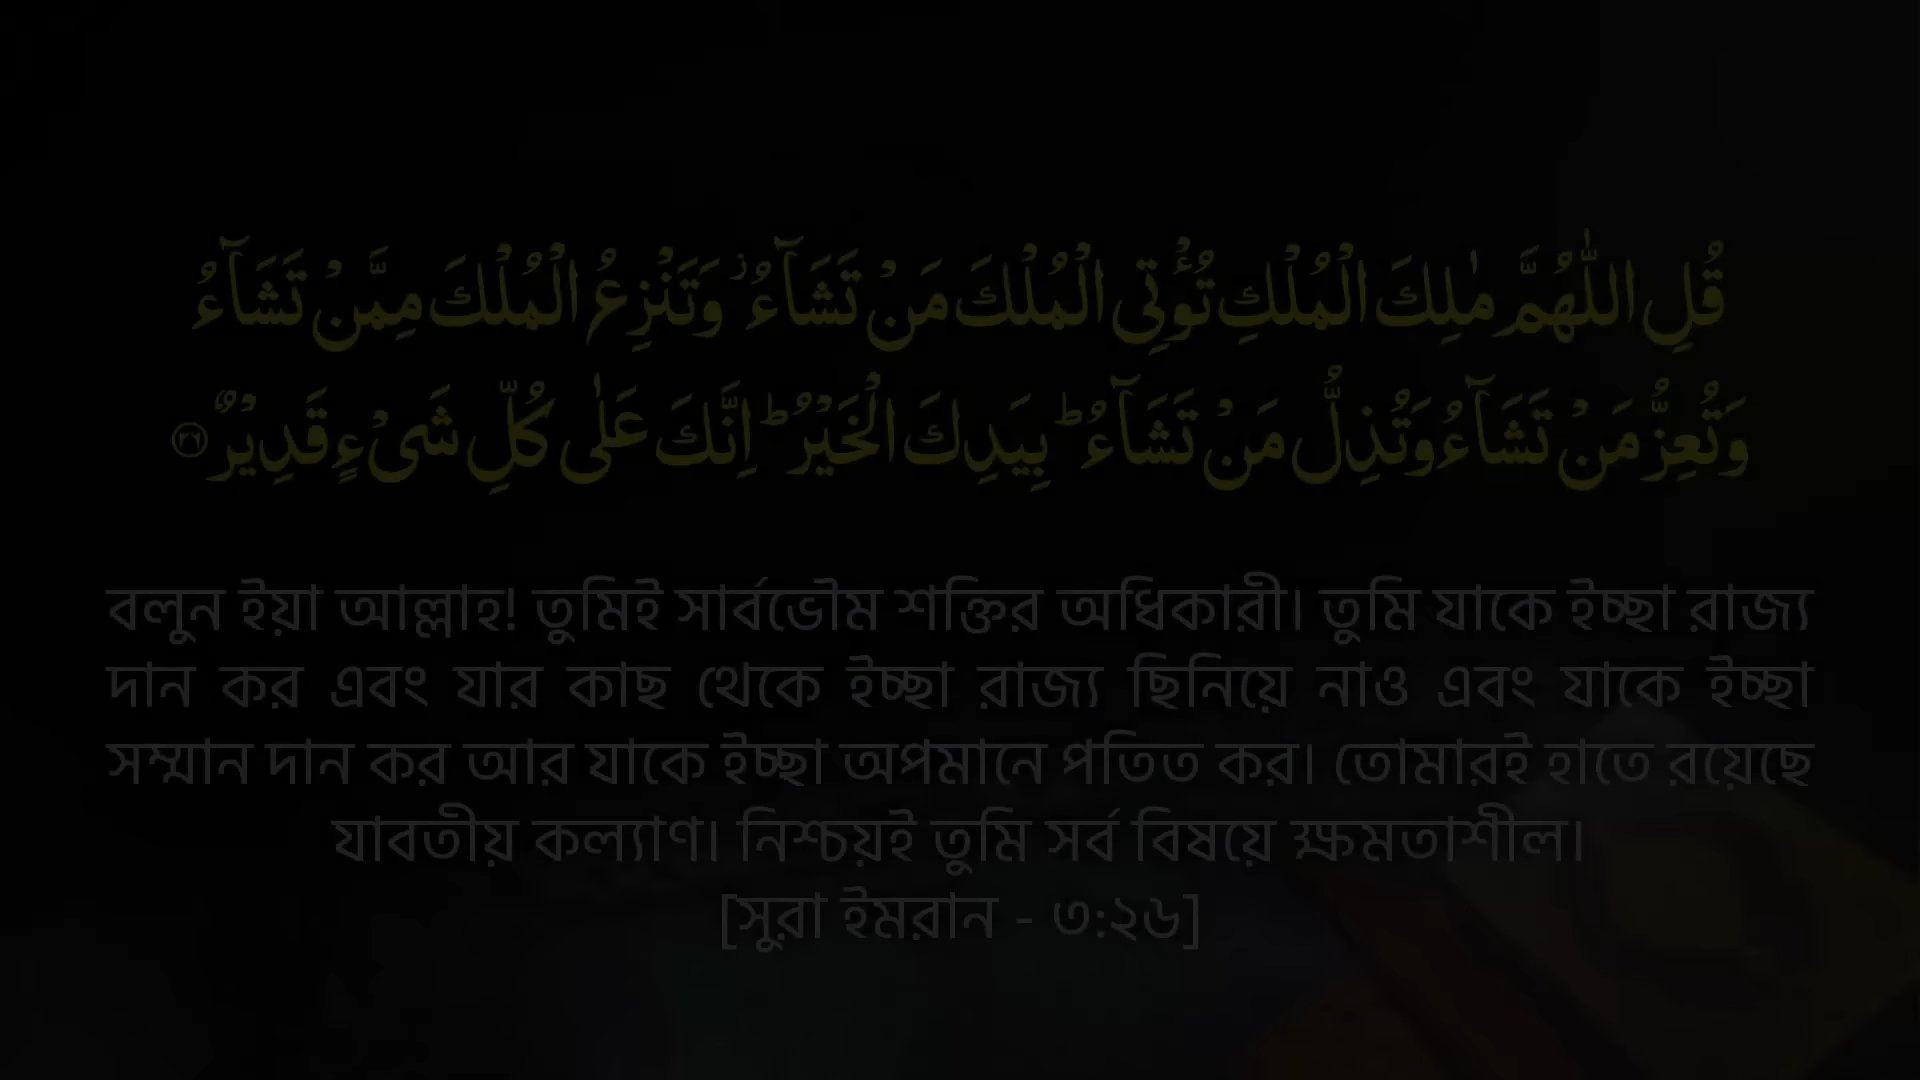 قُلِ اللّٰهُمَّ مٰلِكَ الْمُلْكِ تُؤْتِى الْمُلْكَ مَنْ تَشَآءُ ۫ وَتَنْزِعُ الْمُلْكَ مِمَّنْ تَشَآءُ
وَتُعِزُّ مَنْ تَشَآءُ وَتُذِلُّ مَنْ تَشَآءُ ؕ بِيَدِكَ الْخَيْرُ ؕ اِنَّكَ عَلٰى كُلِّ شَىْءٍ قَدِيْرٌ ﴿٢٦﴾
বলুন ইয়া আল্লাহ! তুমিই সার্বভৌম শক্তির অধিকারী। তুমি যাকে ইচ্ছা রাজ্য
দান কর এবং যার কাছ থেকে ইচ্ছা রাজ্য ছিনিয়ে নাও এবং যাকে ইচ্ছা
সম্মান দান কর আর যাকে ইচ্ছা অপমানে পতিত কর। তোমারই হাতে রয়েছে
যাবতীয় কল্যাণ। নিশ্চয়ই তুমি সর্ব বিষয়ে ক্ষমতাশীল।
[সুরা ইমরান - ৩:২৬]